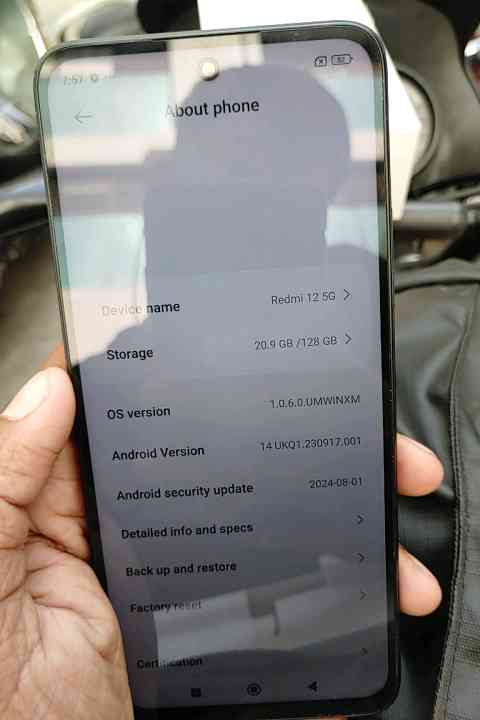 7:57
52
About phone
Device name Redmi 12 5G
Storage 20.9 GB /128 GB
OS version 1.0.6.0.UMWINXM
Android Version 14 UKQ1.230917.001
Android security update 2024-08-01
Detailed info and specs
Back up and restore
Factory reset
Certification